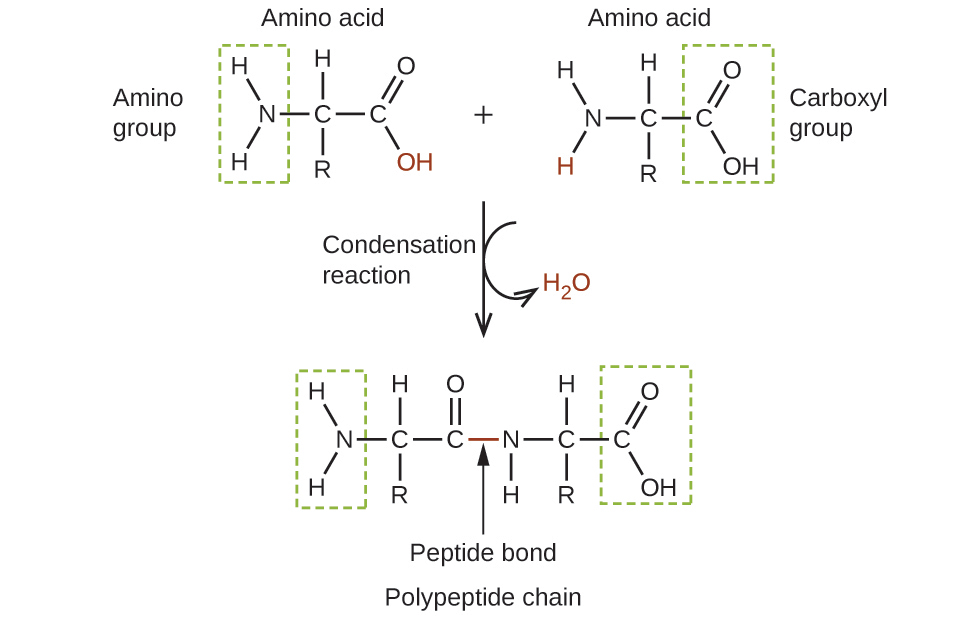 Amino acid Amino acid
H H O H H O
Amino group N C C + N C C Carboxyl group
H R OH H R OH
Condensation
reaction H₂O
H H O H O
N C C N C C
H R H R OH
Peptide bond
Polypeptide chain